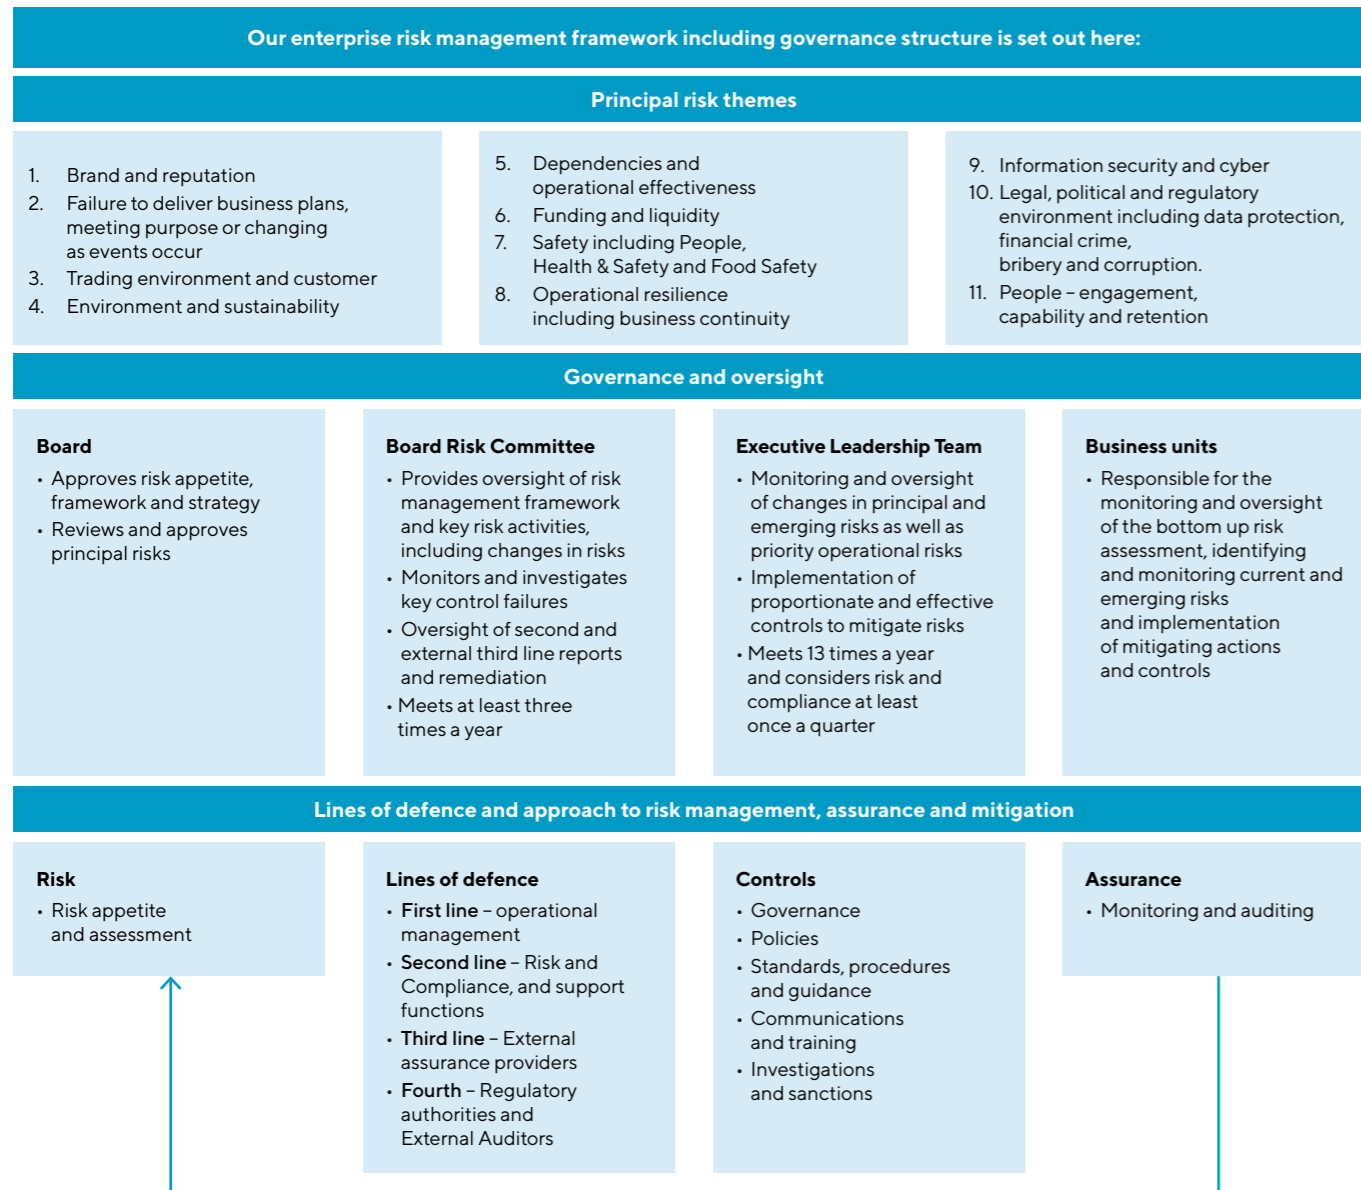 Our enterprise risk management framework including governance structure is set out here:
Principal risk themes
1. Brand and reputation
2. Failure to deliver business plans,
meeting purpose or changing
as events occur
3. Trading environment and customer
4. Environment and sustainability
5. Dependencies and
operational effectiveness
6. Funding and liquidity
7. Safety including People,
Health & Safety and Food Safety
8. Operational resilience
including business continuity
9. Information security and cyber
10. Legal, political and regulatory
environment including data protection,
financial crime,
bribery and corruption.
11. People – engagement,
capability and retention
Governance and oversight
Board
• Approves risk appetite,
framework and strategy
• Reviews and approves
principal risks
Board Risk Committee
• Provides oversight of risk
management framework
and key risk activities,
including changes in risks
• Monitors and investigates
key control failures
• Oversight of second and
external third line reports
and remediation
• Meets at least three
times a year
Executive Leadership Team
• Monitoring and oversight
of changes in principal and
emerging risks as well as
priority operational risks
• Implementation of
proportionate and effective
controls to mitigate risks
• Meets 13 times a year
and considers risk and
compliance at least
once a quarter
Business units
• Responsible for the
monitoring and oversight
of the bottom up risk
assessment, identifying
and monitoring current and
emerging risks
and implementation
of mitigating actions
and controls
Lines of defence and approach to risk management, assurance and mitigation
Risk
• Risk appetite
and assessment
Lines of defence
• First line – operational
management
• Second line – Risk and
Compliance, and support
functions
• Third line – External
assurance providers
• Fourth – Regulatory
authorities and
External Auditors
Controls
• Governance
• Policies
• Standards, procedures
and guidance
• Communications
and training
• Investigations
and sanctions
Assurance
• Monitoring and auditing